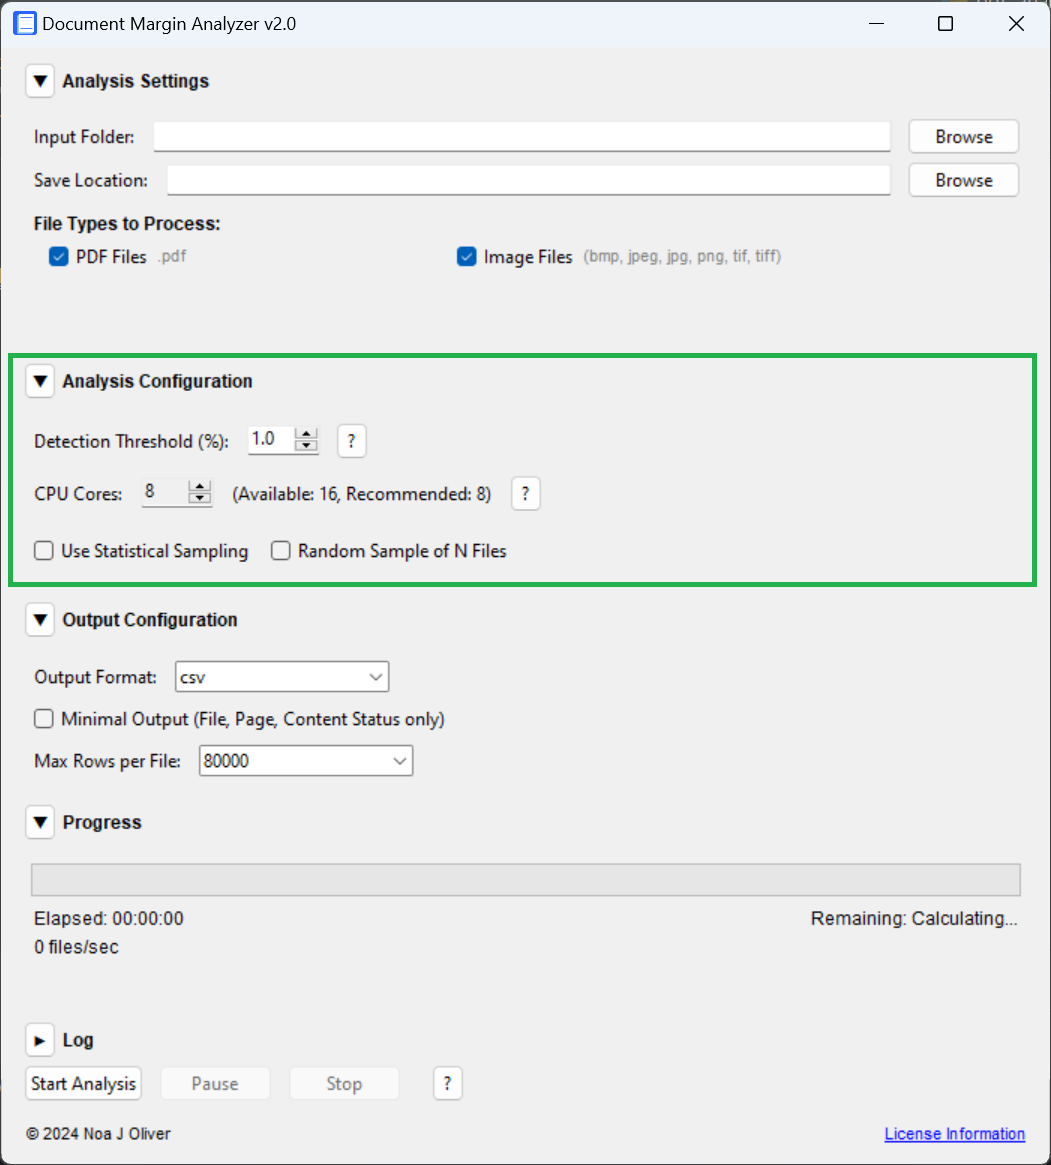 Document Margin Analyzer v2.0
▼ Analysis Settings
Input Folder: Browse
Save Location: Browse
File Types to Process:
PDF Files .pdf Image Files (bmp, jpeg, jpg, png, tif, tiff)
▼ Analysis Configuration
Detection Threshold (%): 1.0 ?
CPU Cores: 8 (Available: 16, Recommended: 8) ?
Use Statistical Sampling Random Sample of N Files
▼ Output Configuration
Output Format: csv
Minimal Output (File, Page, Content Status only)
Max Rows per File: 80000
▼ Progress
Elapsed: 00:00:00 Remaining: Calculating...
0 files/sec
► Log
Start Analysis Pause Stop ?
© 2024 Noa J Oliver License Information